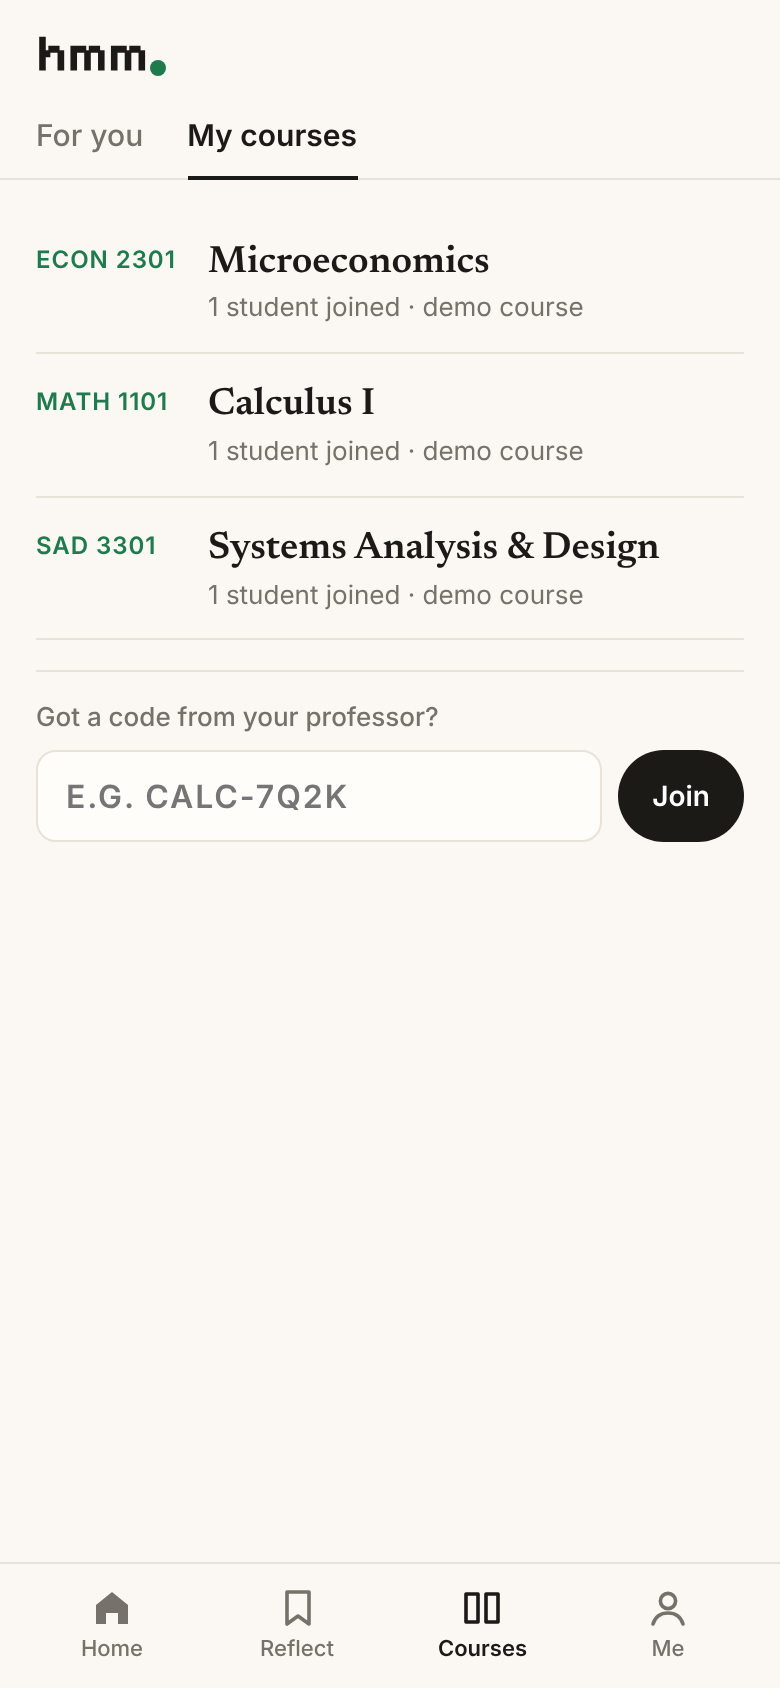 hmm.
For you My courses
ECON 2301 Microeconomics
1 student joined · demo course
MATH 1101 Calculus I
1 student joined · demo course
SAD 3301 Systems Analysis & Design
1 student joined · demo course
Got a code from your professor?
E.G. CALC-7Q2K Join
Home Reflect Courses Me